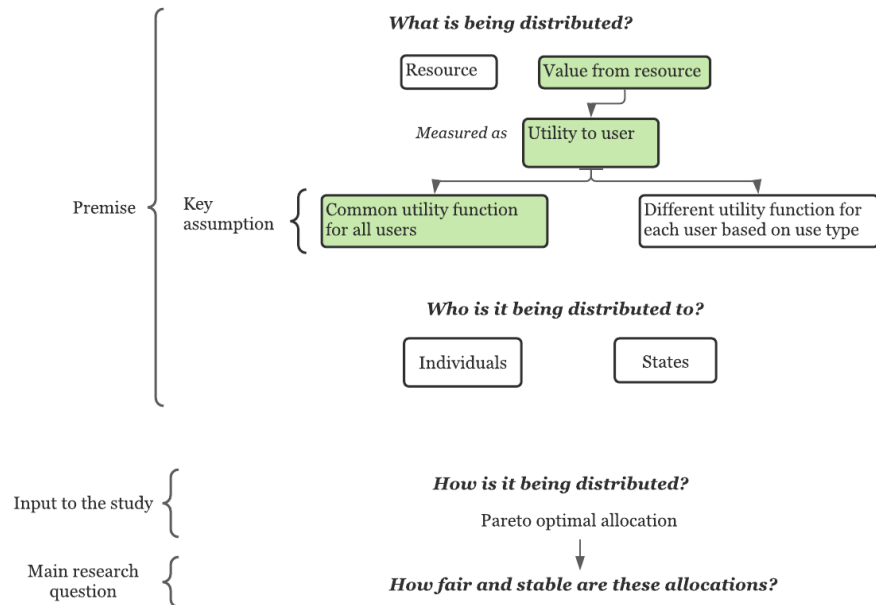 What is being distributed?
Resource
Value from resource
Measured as
Utility to user
Premise
Key
assumption
Common utility function
for all users
Different utility function for
each user based on use type
Who is it being distributed to?
Individuals
States
Input to the study
How is it being distributed?
Pareto optimal allocation
Main research
question
How fair and stable are these allocations?